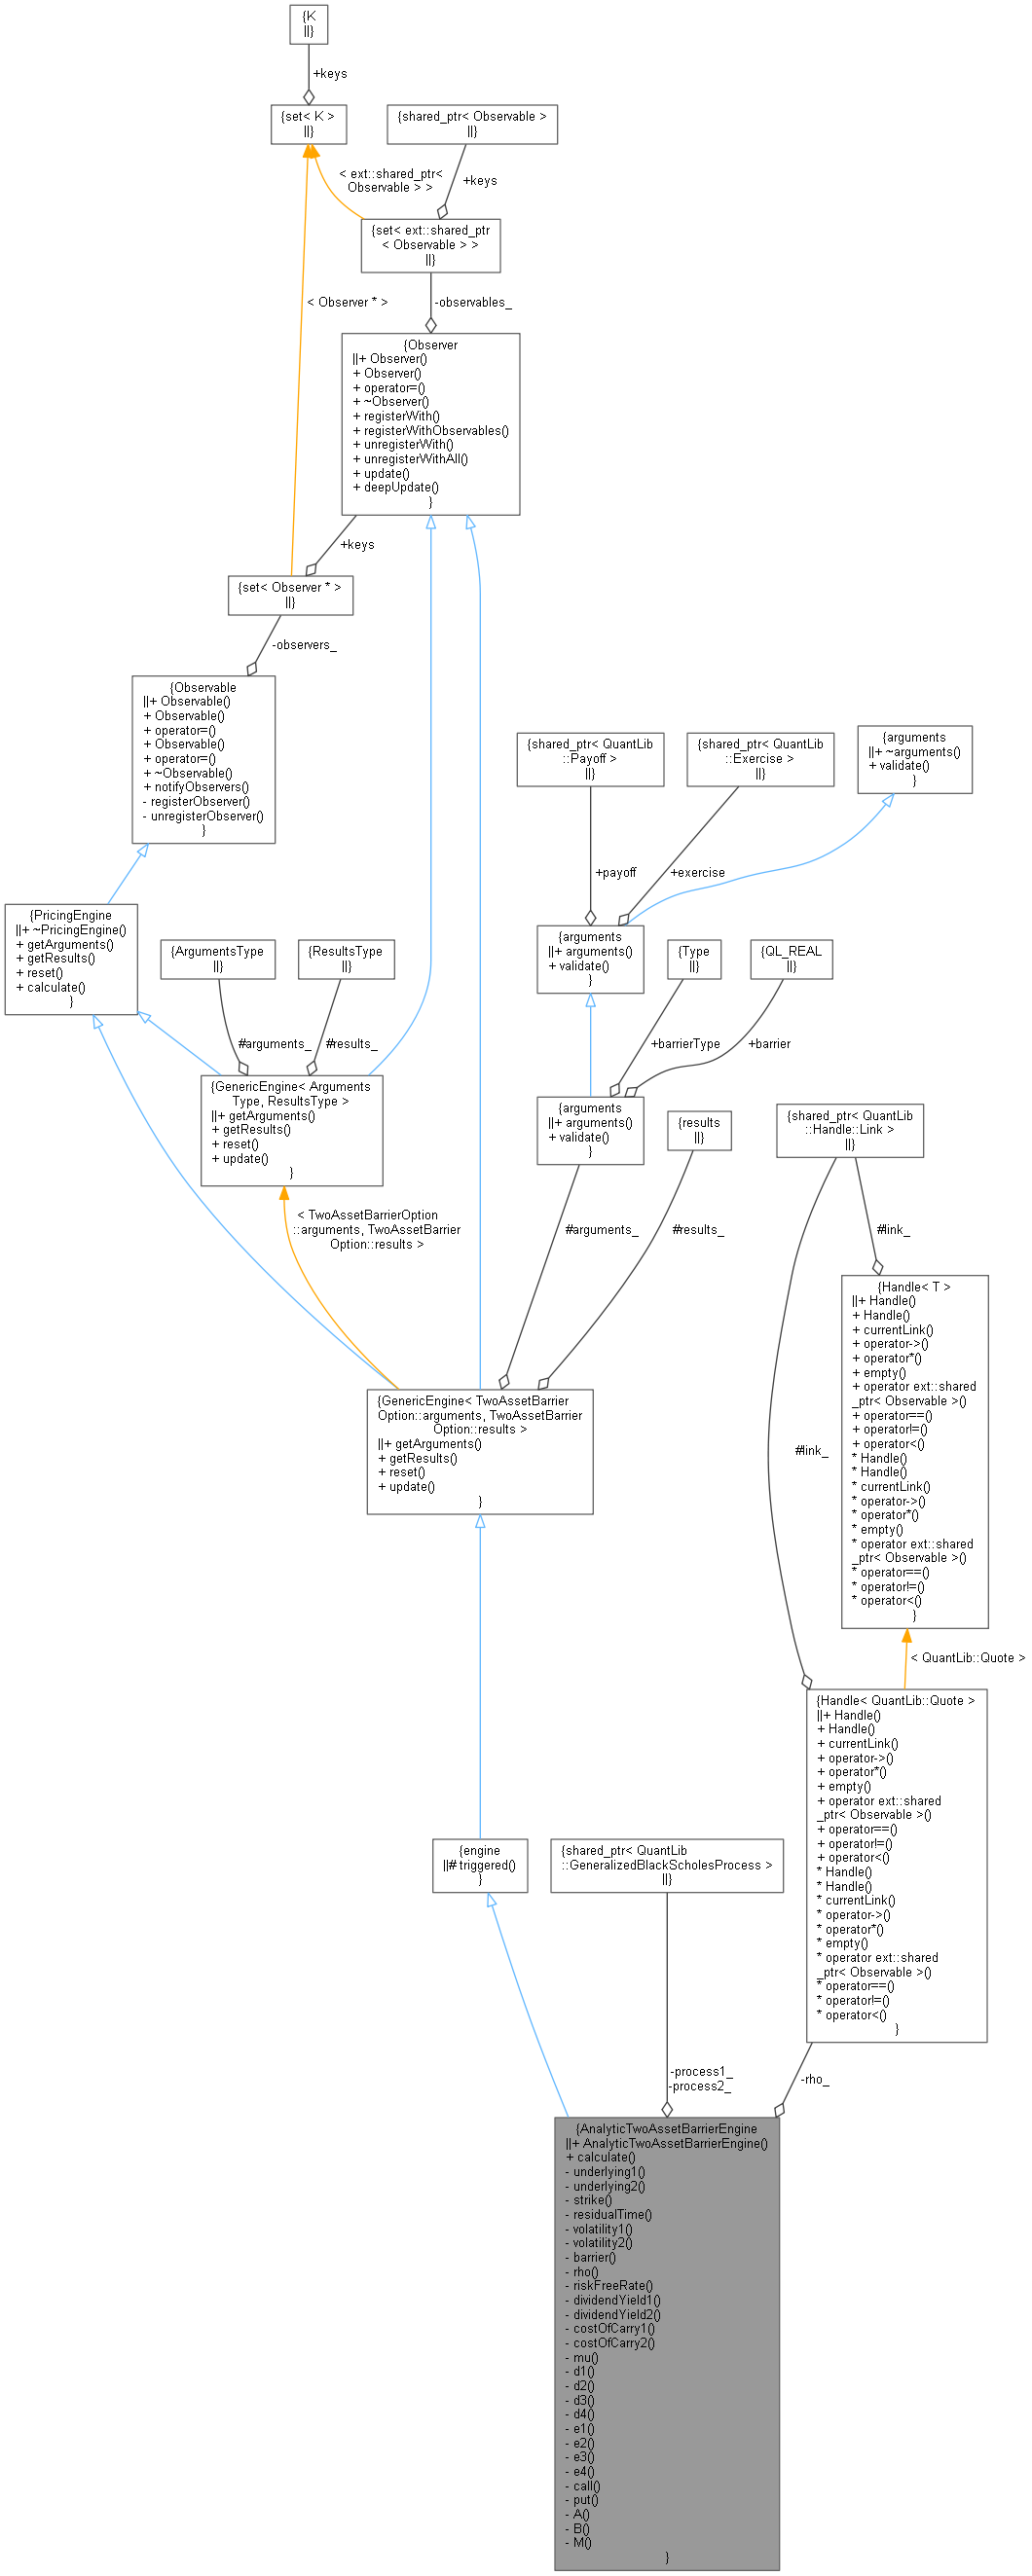 {K
||}
+keys
{set< K >
||}
{shared_ptr< Observable >
||}
< ext::shared_ptr<
Observable > >
+keys
{set< ext::shared_ptr
< Observable > >
||}
< Observer * >
-observables_
{Observer
||+ Observer()
+ Observer()
+ operator=()
+ ~Observer()
+ registerWith()
+ registerWithObservables()
+ unregisterWith()
+ unregisterWithAll()
+ update()
+ deepUpdate()
}
+keys
{set< Observer * >
||}
-observers_
{Observable
||+ Observable()
+ Observable()
+ operator=()
+ Observable()
+ operator=()
+ ~Observable()
+ notifyObservers()
- registerObserver()
- unregisterObserver()
}
{shared_ptr< QuantLib
::Payoff >
||}
{shared_ptr< QuantLib
::Exercise >
||}
{arguments
||+ ~arguments()
+ validate()
}
+payoff
+exercise
{PricingEngine
||+ ~PricingEngine()
+ getArguments()
+ getResults()
+ reset()
+ calculate()
}
{ArgumentsType
||}
{ResultsType
||}
{arguments
||+ arguments()
+ validate()
}
{Type
||}
{QL_REAL
||}
#arguments_
#results_
+barrierType
+barrier
{GenericEngine< Arguments
Type, ResultsType >
||+ getArguments()
+ getResults()
+ reset()
+ update()
}
{arguments
||+ arguments()
+ validate()
}
{results
||}
{shared_ptr< QuantLib
::Handle::Link >
||}
< TwoAssetBarrierOption
::arguments, TwoAssetBarrier
Option::results >
#arguments_
#results_
#link_
{Handle< T >
||+ Handle()
+ Handle()
+ currentLink()
+ operator->()
+ operator*()
+ empty()
+ operator ext::shared
_ptr< Observable >()
+ operator==()
+ operator!=()
+ operator<()
* Handle()
* Handle()
* currentLink()
* operator->()
* operator*()
* empty()
* operator ext::shared
_ptr< Observable >()
* operator==()
* operator!=()
* operator<()
}
{GenericEngine< TwoAssetBarrier
Option::arguments, TwoAssetBarrier
Option::results >
||+ getArguments()
+ getResults()
+ reset()
+ update()
}
#link_
< QuantLib::Quote >
{Handle< QuantLib::Quote >
||+ Handle()
+ Handle()
+ currentLink()
+ operator->()
+ operator*()
+ empty()
+ operator ext::shared
_ptr< Observable >()
+ operator==()
+ operator!=()
+ operator<()
* Handle()
* Handle()
* currentLink()
* operator->()
* operator*()
* empty()
* operator ext::shared
_ptr< Observable >()
* operator==()
* operator!=()
* operator<()
}
{engine
||# triggered()
}
{shared_ptr< QuantLib
::GeneralizedBlackScholesProcess >
||}
-process1_
-process2_
-rho_
{AnalyticTwoAssetBarrierEngine
||+ AnalyticTwoAssetBarrierEngine()
+ calculate()
- underlying1()
- underlying2()
- strike()
- residualTime()
- volatility1()
- volatility2()
- barrier()
- rho()
- riskFreeRate()
- dividendYield1()
- dividendYield2()
- costOfCarry1()
- costOfCarry2()
- mu()
- d1()
- d2()
- d3()
- d4()
- e1()
- e2()
- e3()
- e4()
- call()
- put()
- A()
- B()
- M()
}